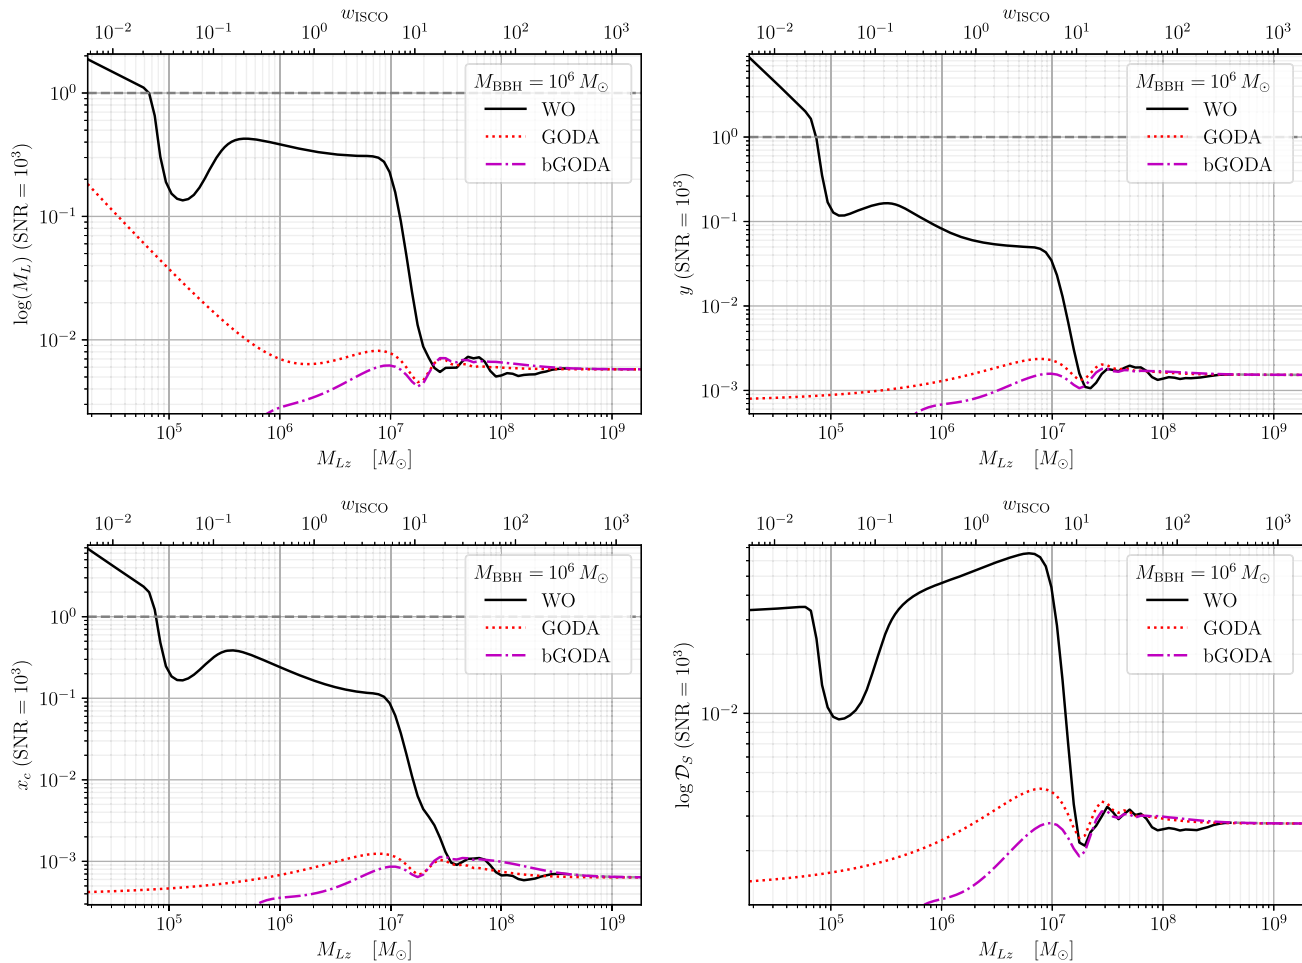 w_ISCO
10^-2 10^-1 10^0 10^1 10^2 10^3
log(M_L) (SNR = 10^3)
10^0
10^-1
10^-2
M_BBH = 10^6 M_⊙
WO
GODA
bGODA
10^5 10^6 10^7 10^8 10^9
M_Lz [M_⊙]
w_ISCO
10^-2 10^-1 10^0 10^1 10^2 10^3
y (SNR = 10^3)
10^0
10^-1
10^-2
10^-3
M_BBH = 10^6 M_⊙
WO
GODA
bGODA
10^5 10^6 10^7 10^8 10^9
M_Lz [M_⊙]
w_ISCO
10^-2 10^-1 10^0 10^1 10^2 10^3
x_c (SNR = 10^3)
10^0
10^-1
10^-2
10^-3
M_BBH = 10^6 M_⊙
WO
GODA
bGODA
10^5 10^6 10^7 10^8 10^9
M_Lz [M_⊙]
w_ISCO
10^-2 10^-1 10^0 10^1 10^2 10^3
log 𝒟_S (SNR = 10^3)
10^-2
M_BBH = 10^6 M_⊙
WO
GODA
bGODA
10^5 10^6 10^7 10^8 10^9
M_Lz [M_⊙]